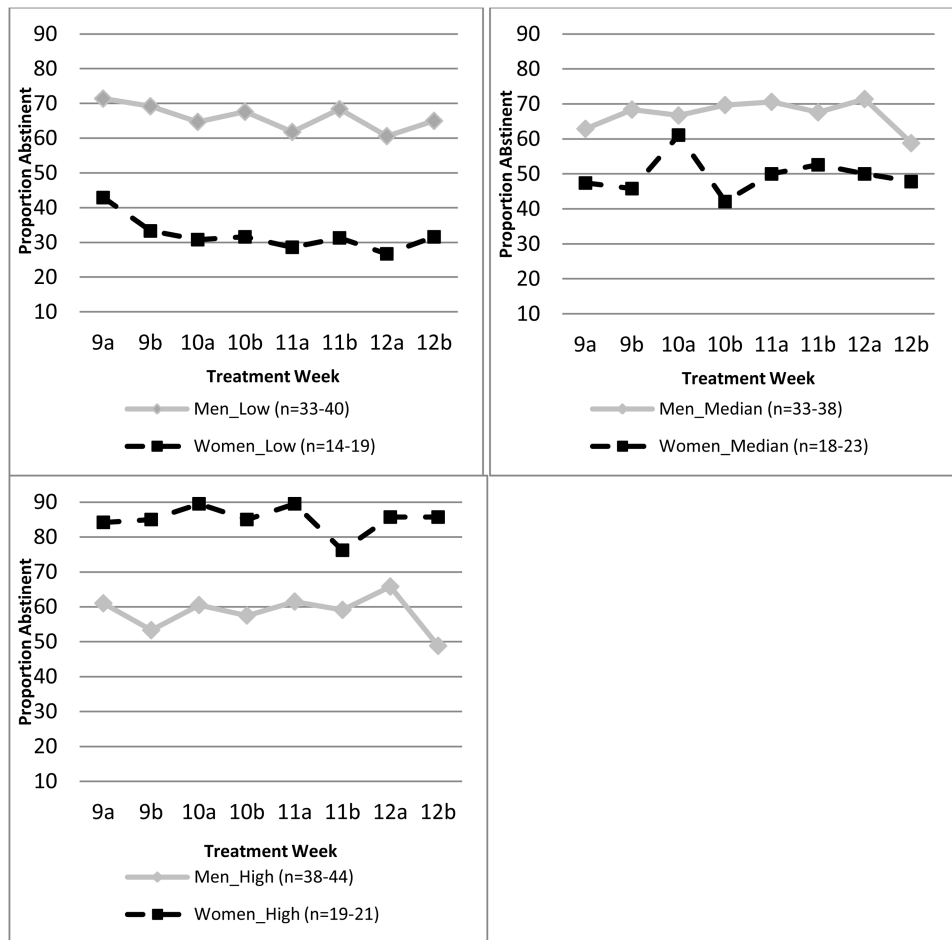 90
80
70
60
50
40
30
20
10
Proportion Abstinent
9a 9b 10a 10b 11a 11b 12a 12b
Treatment Week
Men_Low (n=33-40)
Women_Low (n=14-19)
90
80
70
60
50
40
30
20
10
Proportion ABstinent
9a 9b 10a 10b 11a 11b 12a 12b
Treatment Week
Men_Median (n=33-38)
Women_Median (n=18-23)
90
80
70
60
50
40
30
20
10
Proportion Abstinent
9a 9b 10a 10b 11a 11b 12a 12b
Treatment Week
Men_High (n=38-44)
Women_High (n=19-21)